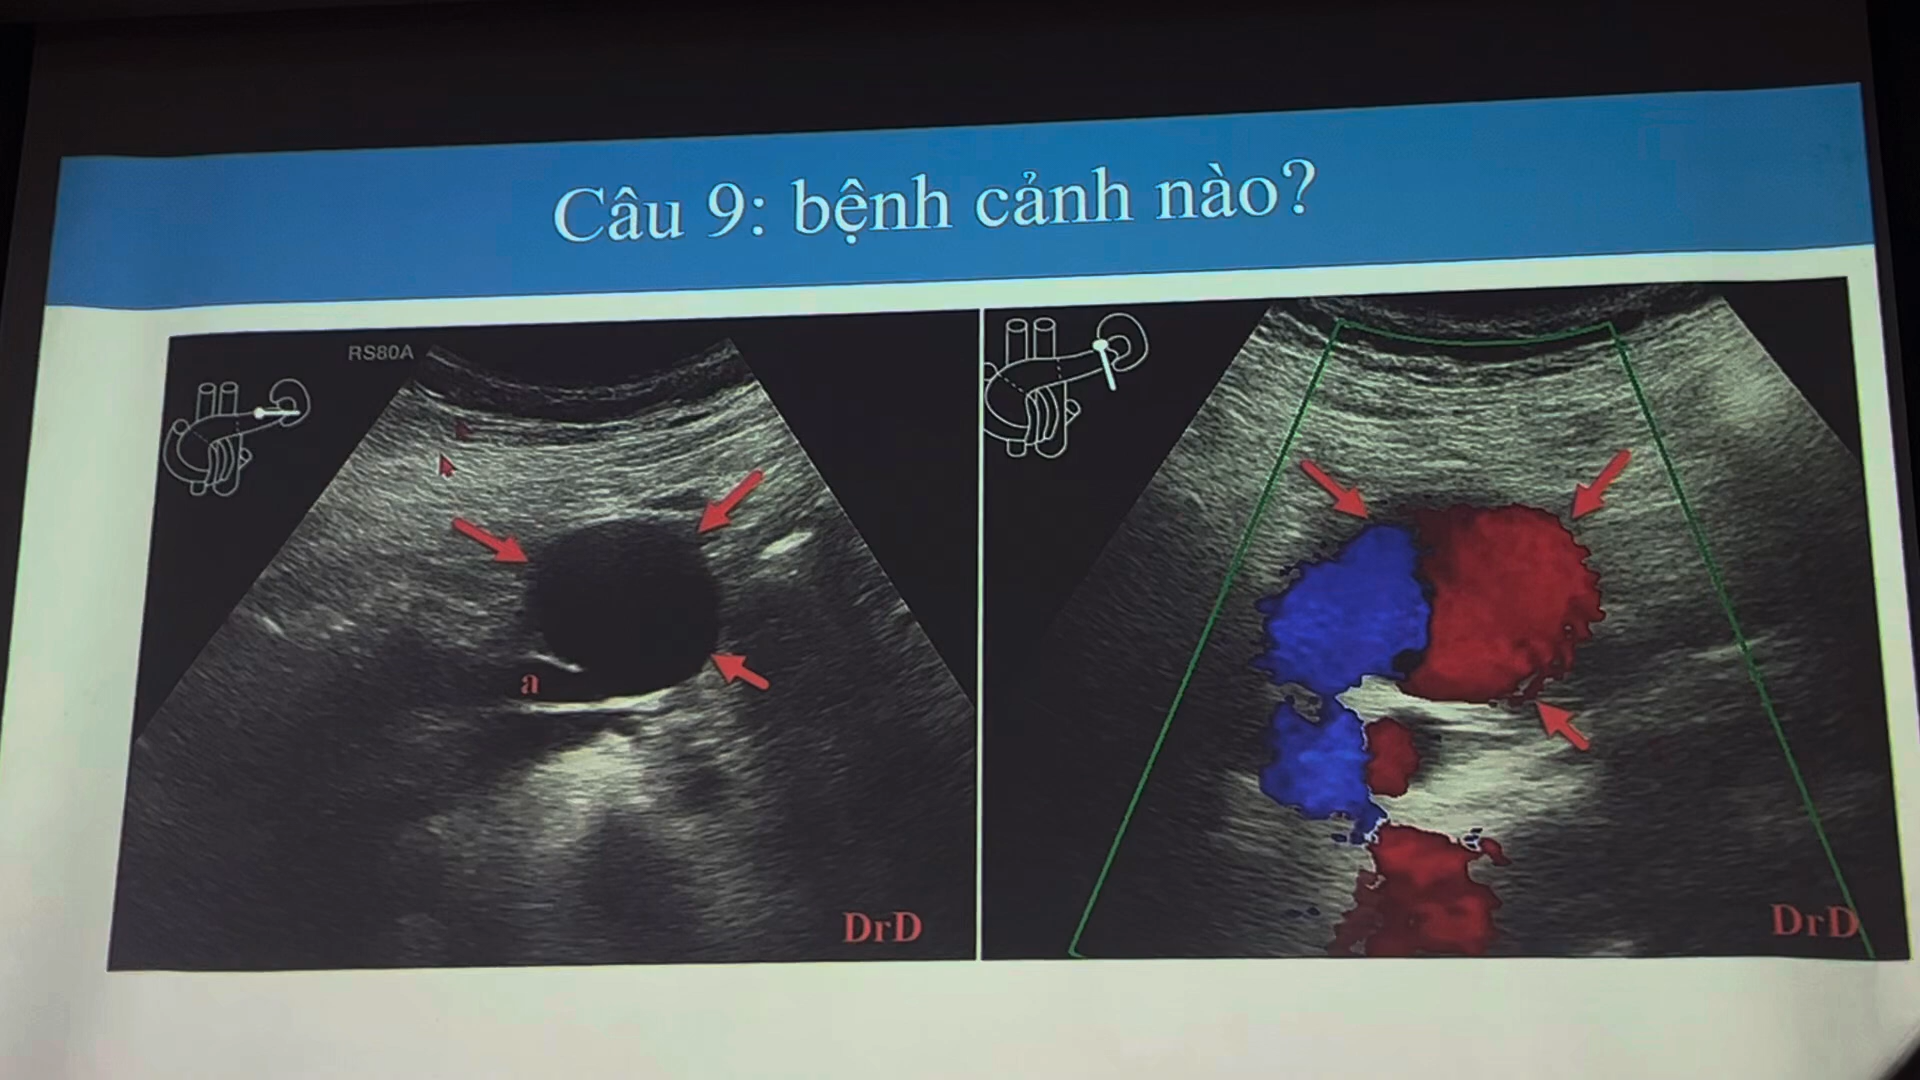 Câu 9: bệnh cảnh nào?
RS80A
a
DrD
DrD